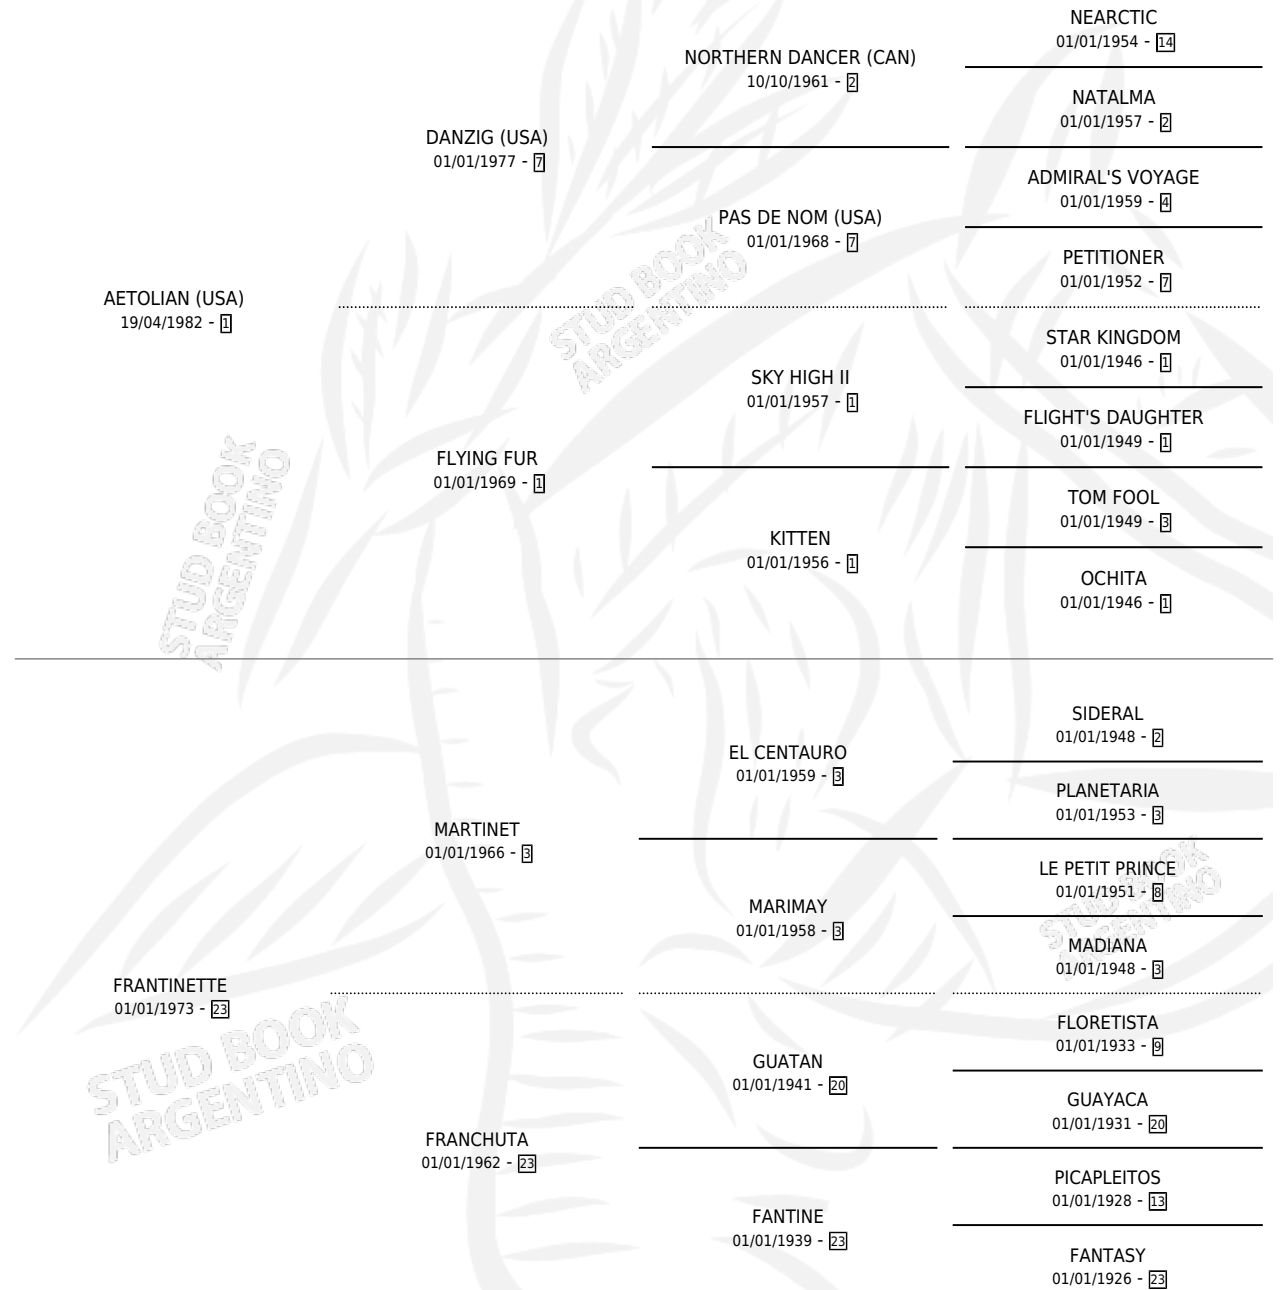 NEARCTIC
01/01/1954 - 14
NORTHERN DANCER (CAN)
10/10/1961 - 2
NATALMA
01/01/1957 - 2
DANZIG (USA)
01/01/1977 - 7
ADMIRAL'S VOYAGE
01/01/1959 - 4
PAS DE NOM (USA)
01/01/1968 - 7
PETITIONER
01/01/1952 - 7
AETOLIAN (USA)
19/04/1982 - 1
STAR KINGDOM
01/01/1946 - 1
SKY HIGH II
01/01/1957 - 1
FLIGHT'S DAUGHTER
01/01/1949 - 1
FLYING FUR
01/01/1969 - 1
TOM FOOL
01/01/1949 - 3
KITTEN
01/01/1956 - 1
OCHITA
01/01/1946 - 1
SIDERAL
01/01/1948 - 2
EL CENTAURO
01/01/1959 - 3
PLANETARIA
01/01/1953 - 3
MARTINET
01/01/1966 - 3
LE PETIT PRINCE
01/01/1951 - 8
MARIMAY
01/01/1958 - 3
MADIANA
01/01/1948 - 3
FRANTINETTE
01/01/1973 - 23
FLORETISTA
01/01/1933 - 9
GUATAN
01/01/1941 - 20
GUAYACA
01/01/1931 - 20
FRANCHUTA
01/01/1962 - 23
PICAPLEITOS
01/01/1928 - 13
FANTINE
01/01/1939 - 23
FANTASY
01/01/1926 - 23
STUD BOOK
ARGENTINO
STUD BOOK
ARGENTINO
STUD BOOK
ARGENTINO
STUD BOOK
ARGENTINO